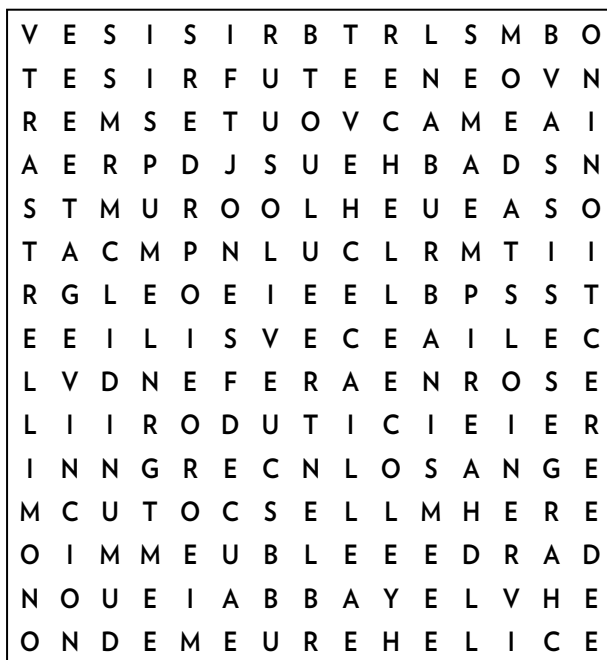 V E S I S I R B T R L S M B O
T E S I R F U T E E N E O V N
R E M S E T U O V C A M E A I
A E R P D J S U E H B A D S N
S T M U R O O L H E U E A S O
T A C M P N L U C L R M T I I
R G L E O E I E E L B P S S T
E E I L I S V E C E A I L E C
L V D N E F E R A E N R O S E
L I I R O D U T I C I E I E R
I N N G R E C N L O S A N G E
M C U T O C S E L L M H E R E
O I M M E U B L E E E D R A D
N O U E I A B B A Y E L V H E
O N D E M E U R E H E L I C E